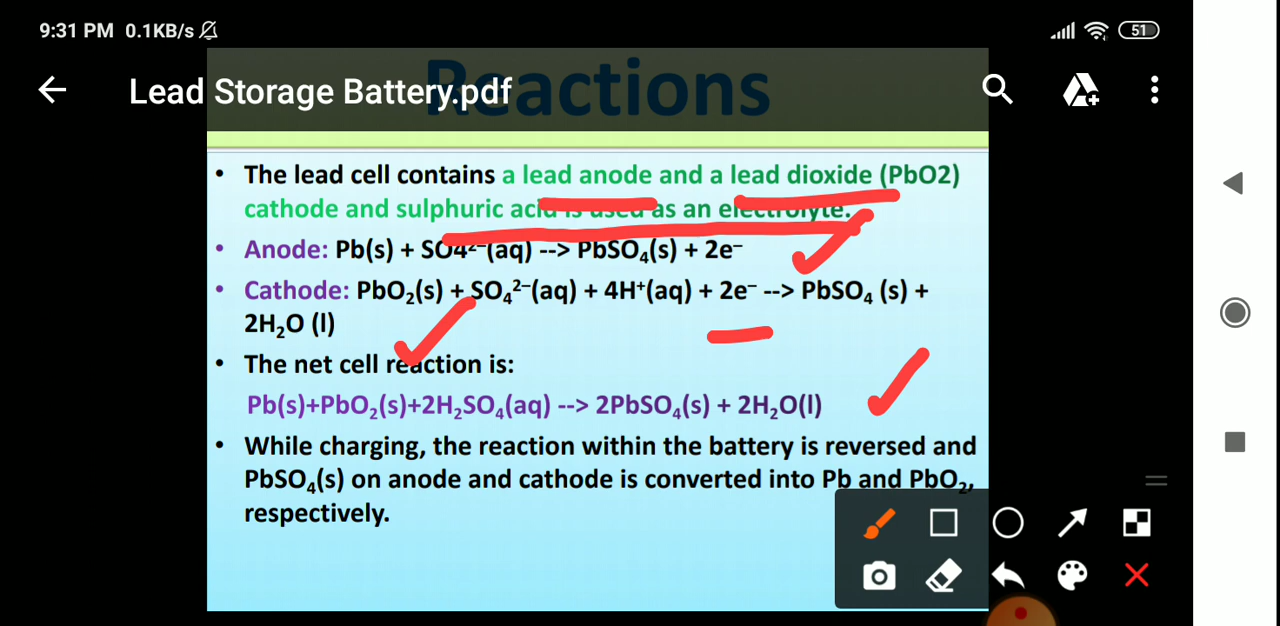 9:31 PM 0.1KB/s 51
Reactions
Lead Storage Battery.pdf
• The lead cell contains a lead anode and a lead dioxide (PbO2)
cathode and sulphuric acid is used as an electrolyte.
• Anode: Pb(s) + SO4²⁻(aq) --> PbSO₄(s) + 2e⁻
• Cathode: PbO₂(s) + SO₄²⁻(aq) + 4H⁺(aq) + 2e⁻ --> PbSO₄ (s) +
2H₂O (l)
• The net cell reaction is:
Pb(s)+PbO₂(s)+2H₂SO₄(aq) --> 2PbSO₄(s) + 2H₂O(l)
• While charging, the reaction within the battery is reversed and
PbSO₄(s) on anode and cathode is converted into Pb and PbO₂,
respectively.